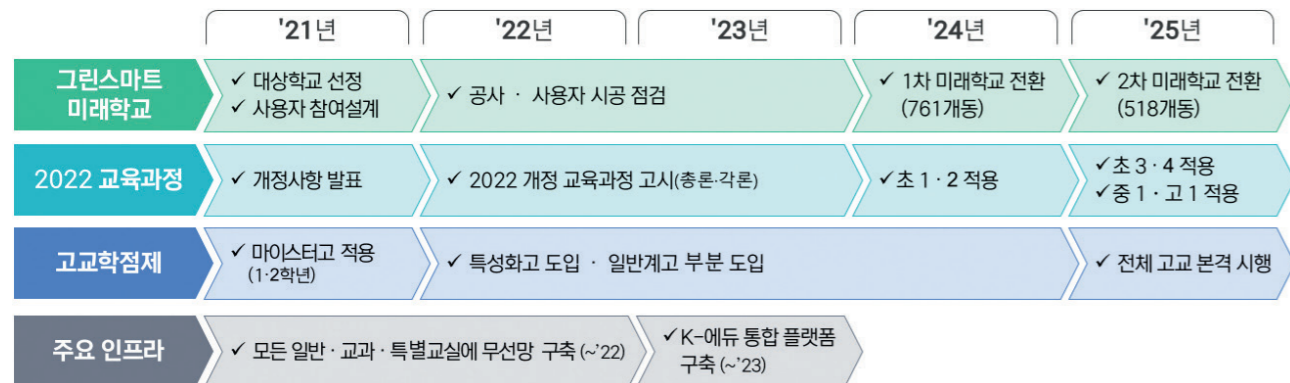 '21년 '22년 '23년 '24년 '25년
그린스마트
미래학교
✓ 대상학교 선정
✓ 사용자 참여설계
✓ 공사 · 사용자 시공 점검
✓ 1차 미래학교 전환
(761개동)
✓ 2차 미래학교 전환
(518개동)
2022 교육과정
✓ 개정사항 발표
✓ 2022 개정 교육과정 고시(총론·각론)
✓초 1 · 2 적용
✓초 3 · 4 적용
✓중 1 · 고 1 적용
고교학점제
✓ 마이스터고 적용
(1·2학년)
✓ 특성화고 도입 · 일반계고 부분 도입
✓ 전체 고교 본격 시행
주요 인프라
✓ 모든 일반 · 교과 · 특별교실에 무선망 구축 (~'22)
✓K-에듀 통합 플랫폼
구축 (~'23)